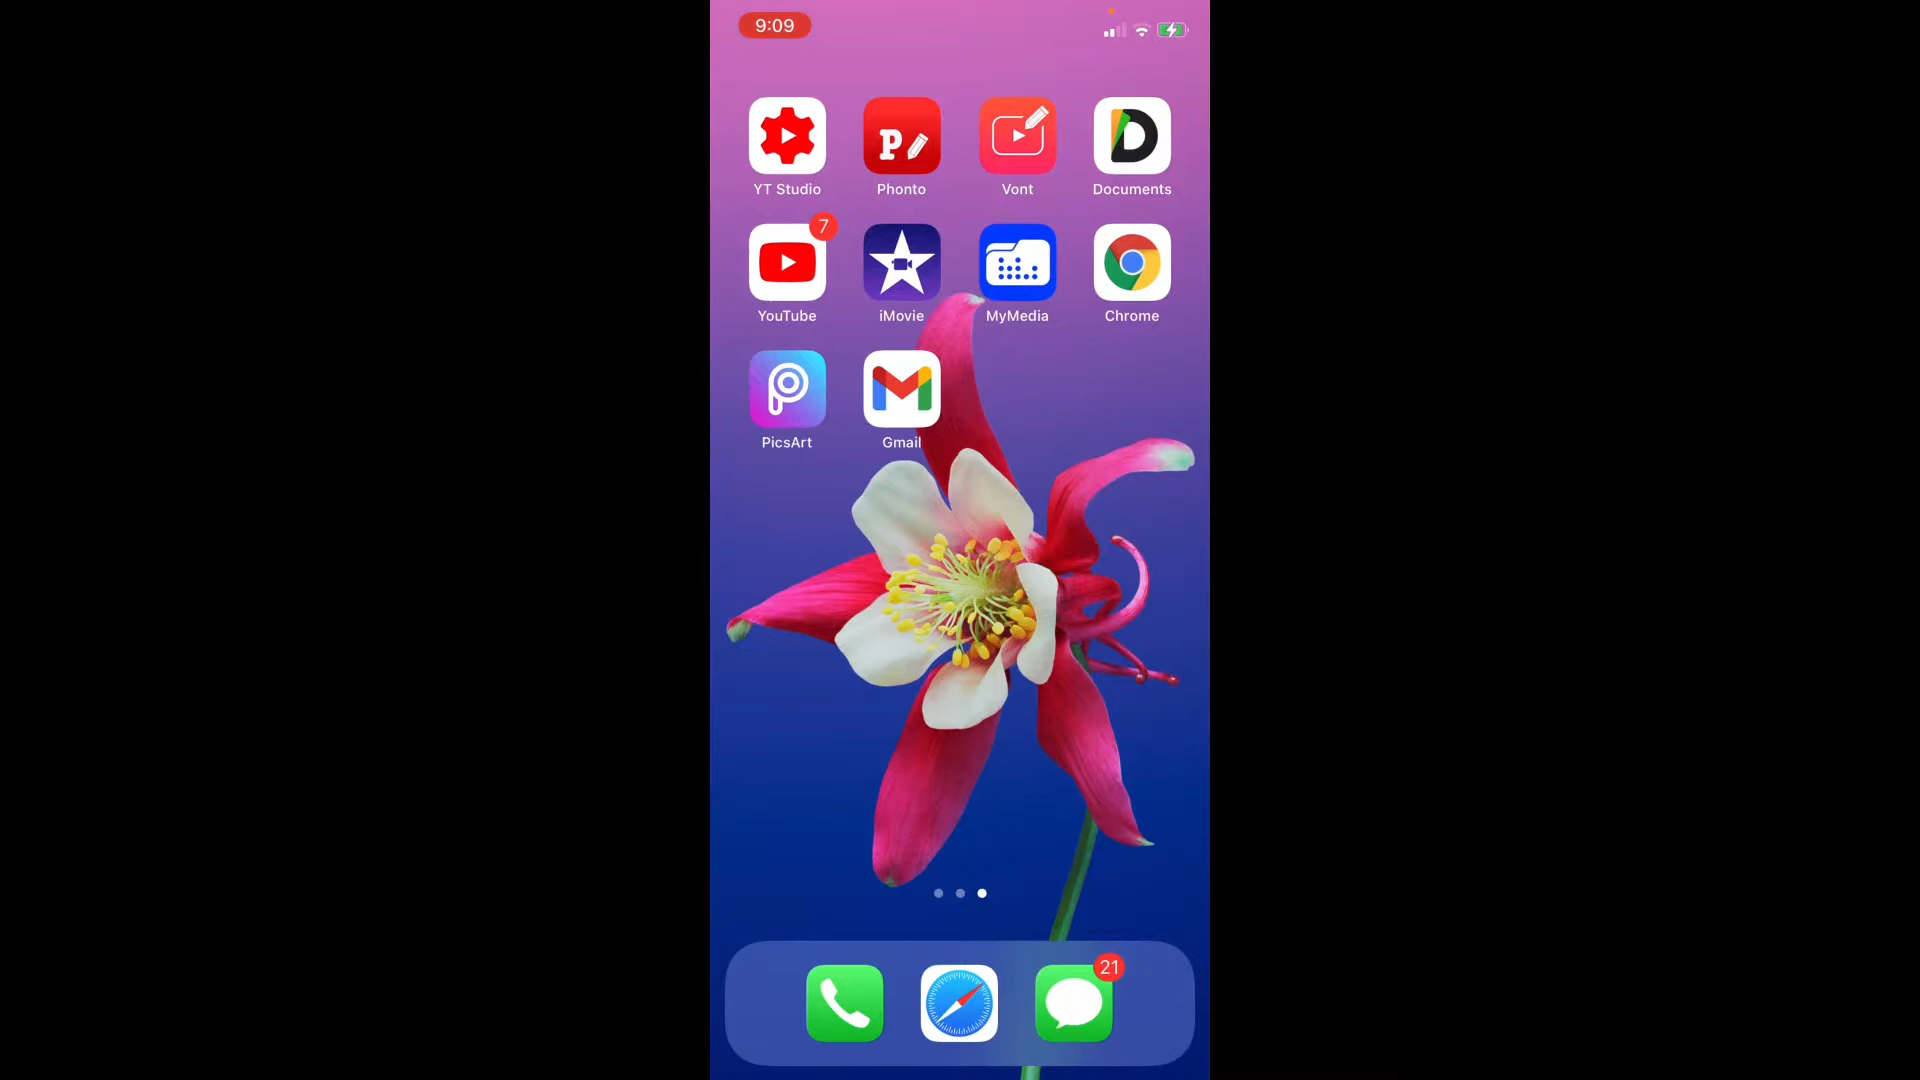 9:09
YT Studio Phonto Vont Documents
7
YouTube iMovie MyMedia Chrome
PicsArt Gmail
21